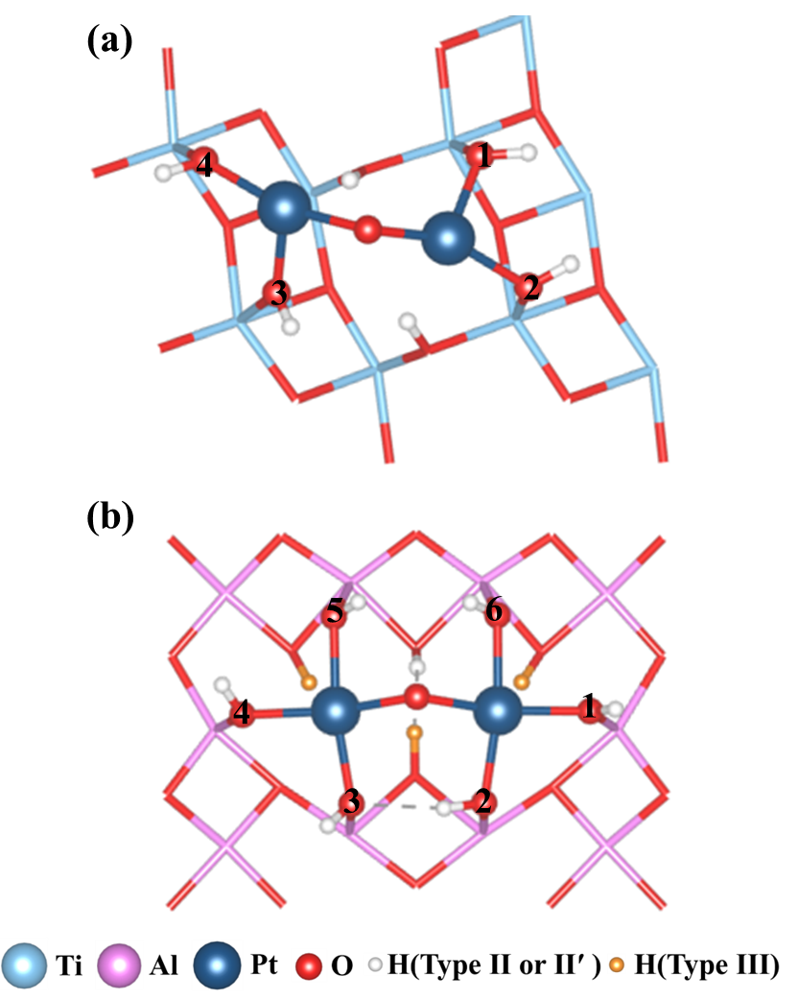 (a)
4
1
3
2
(b)
5
6
4
1
3
2
Ti
Al
Pt
O
H(Type II or II′ )
H(Type III)